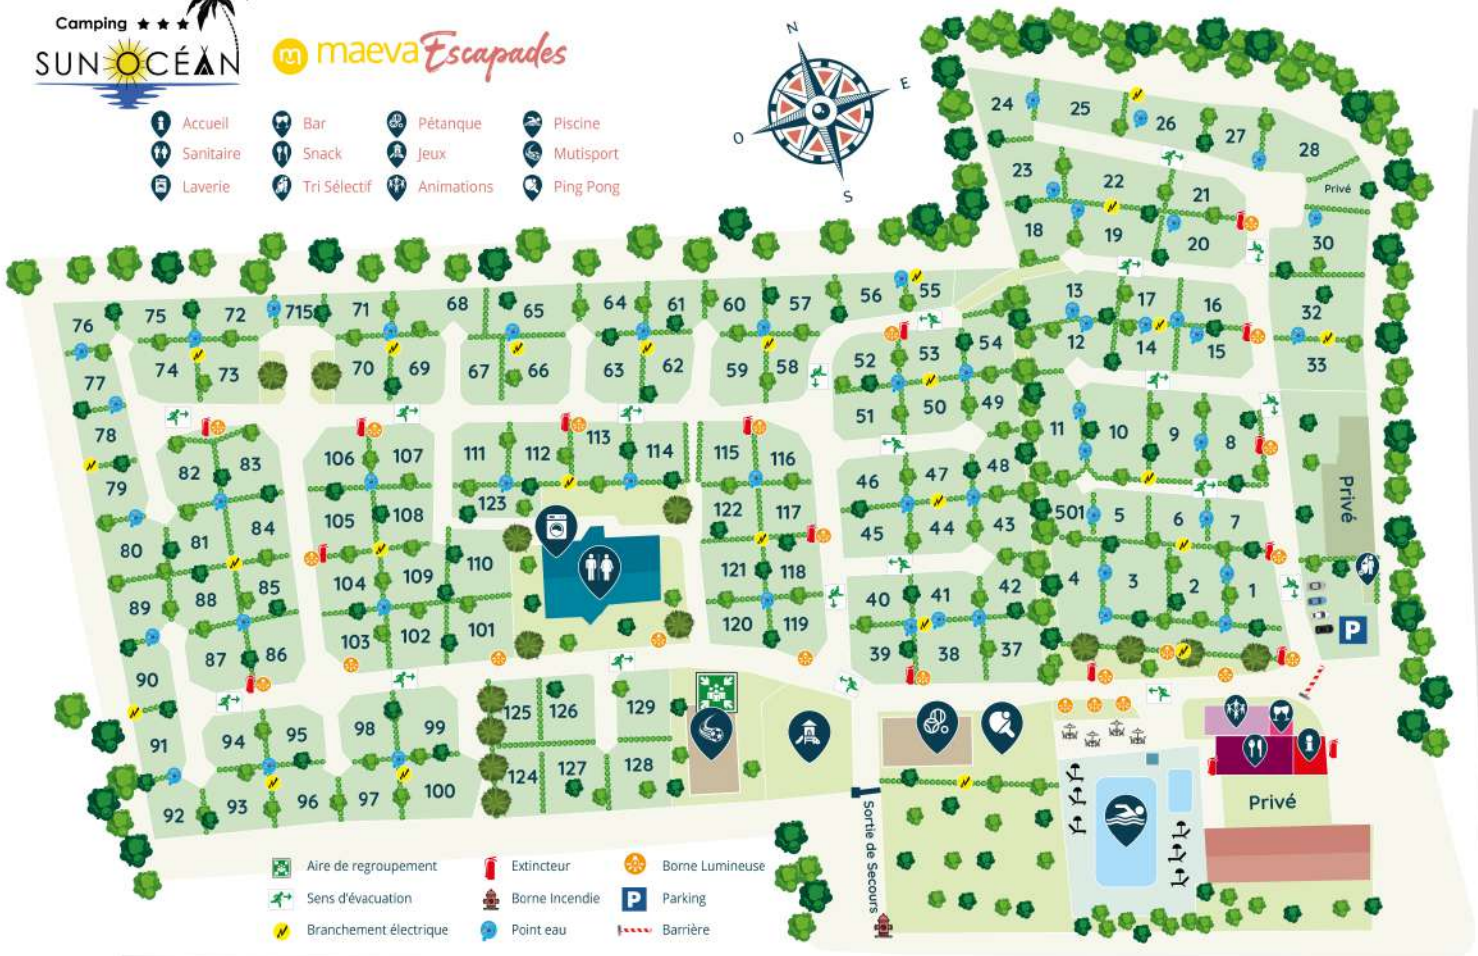 Camping
SUN OCÉAN
maeva Escapades
Accueil Bar Pétanque Piscine
Sanitaire Snack Jeux Mutisport
Laverie Tri Sélectif Animations Ping Pong
N
E
O
S
24 25 26 27 28
23 22 21 Privé
18 19 20 30
76 75 72 715 71 68 65 64 61 60 57 56 55 13 17 16 32
74 73 70 69 67 66 63 62 59 58 52 53 54 12 14 15 33
77 51 50 49
78 82 83 106 107 111 112 113 114 115 116 46 47 48 11 10 9 8
79 105 108 123 122 117 45 44 43 501 5 6 7 Privé
80 81 84 104 109 110 121 118 40 41 42 4 3 2 1
89 88 85 103 102 101 120 119 39 38 37 P
90 87 86
91 94 95 98 99 125 126 129
92 93 96 97 100 124 127 128
Privé
Sortie de Secours
Aire de regroupement Extincteur Borne Lumineuse
Sens d'évacuation Borne Incendie P Parking
Branchement électrique Point eau Barrière